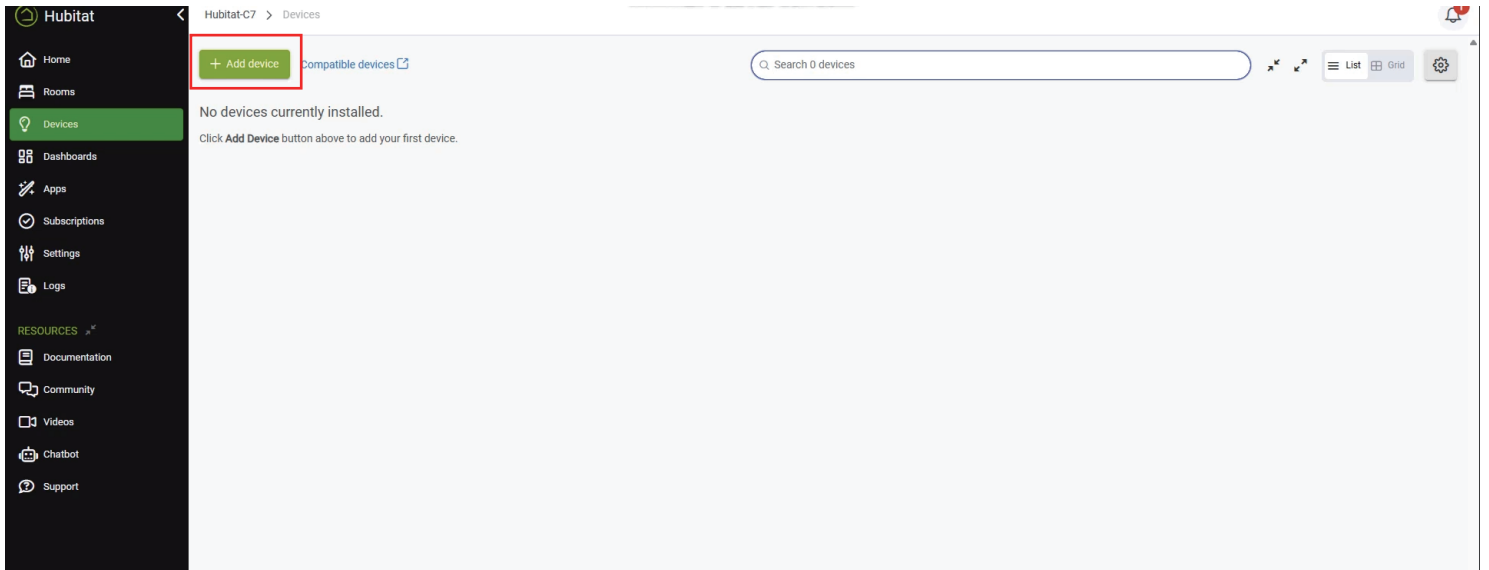 Hubitat
Hubitat-C7 > Devices
Home
Rooms
Devices
Dashboards
Apps
Subscriptions
Settings
Logs
RESOURCES
Documentation
Community
Videos
Chatbot
Support
+ Add device
Compatible devices
Search 0 devices
List
Grid
No devices currently installed.
Click Add Device button above to add your first device.